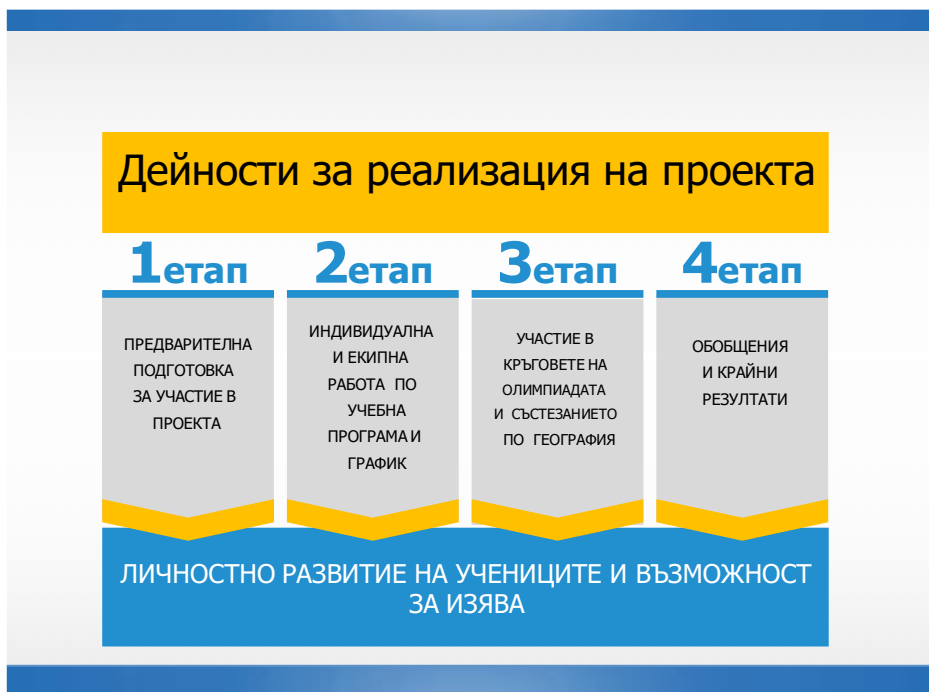 Дейности за реализация на проекта
1етап
ПРЕДВАРИТЕЛНА
ПОДГОТОВКА
ЗА УЧАСТИЕ В
ПРОЕКТА
2етап
ИНДИВИДУАЛНА
И ЕКИПНА
РАБОТА ПО
УЧЕБНА
ПРОГРАМА И
ГРАФИК
3етап
УЧАСТИЕ В
КРЪГОВЕТЕ НА
ОЛИМПИАДАТА
И СЪСТЕЗАНИЕТО
ПО ГЕОГРАФИЯ
4етап
ОБОБЩЕНИЯ
И КРАЙНИ
РЕЗУЛТАТИ
ЛИЧНОСТНО РАЗВИТИЕ НА УЧЕНИЦИТЕ И ВЪЗМОЖНОСТ
ЗА ИЗЯВА